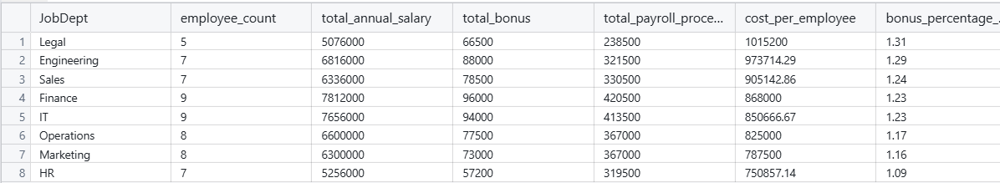 JobDept employee_count total_annual_salary total_bonus total_payroll_proce... cost_per_employee bonus_percentage_...
1 Legal 5 5076000 66500 238500 1015200 1.31
2 Engineering 7 6816000 88000 321500 973714.29 1.29
3 Sales 7 6336000 78500 330500 905142.86 1.24
4 Finance 9 7812000 96000 420500 868000 1.23
5 IT 9 7656000 94000 413500 850666.67 1.23
6 Operations 8 6600000 77500 367000 825000 1.17
7 Marketing 8 6300000 73000 367000 787500 1.16
8 HR 7 5256000 57200 319500 750857.14 1.09